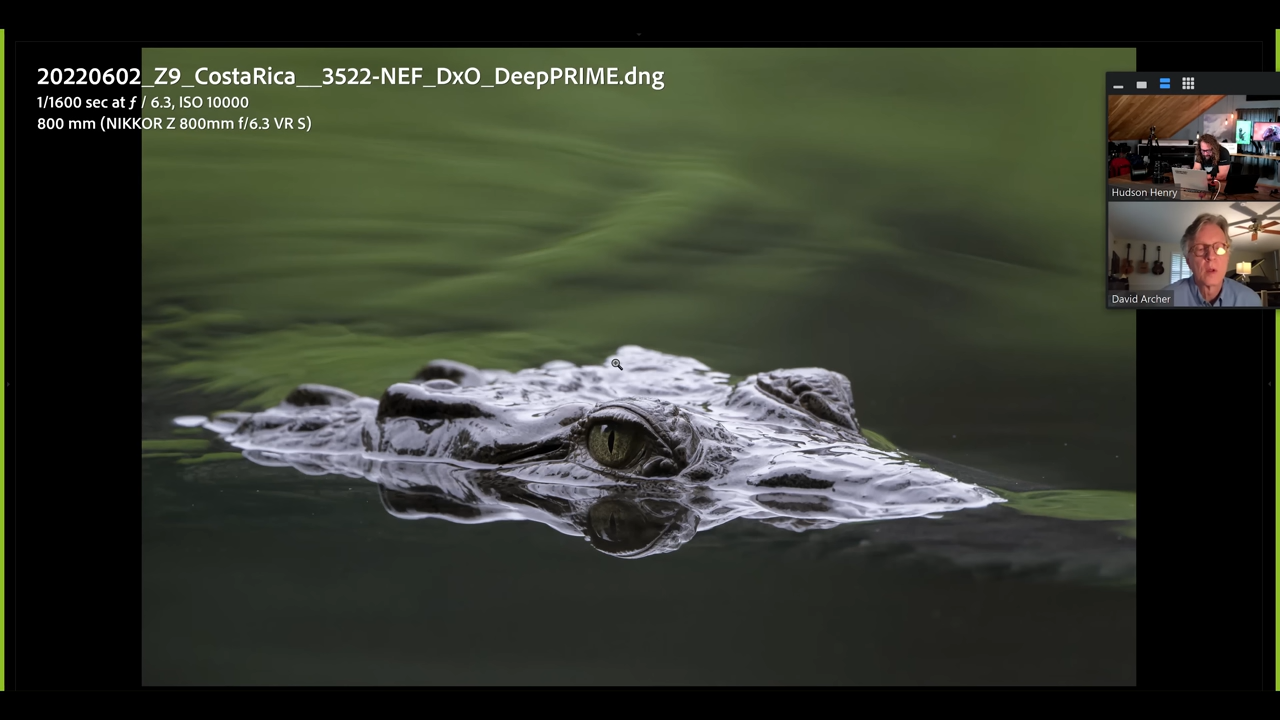 20220602_Z9_CostaRica__3522-NEF_DxO_DeepPRIME.dng
1/1600 sec at ƒ / 6.3, ISO 10000
800 mm (NIKKOR Z 800mm f/6.3 VR S)
Hudson Henry
David Archer